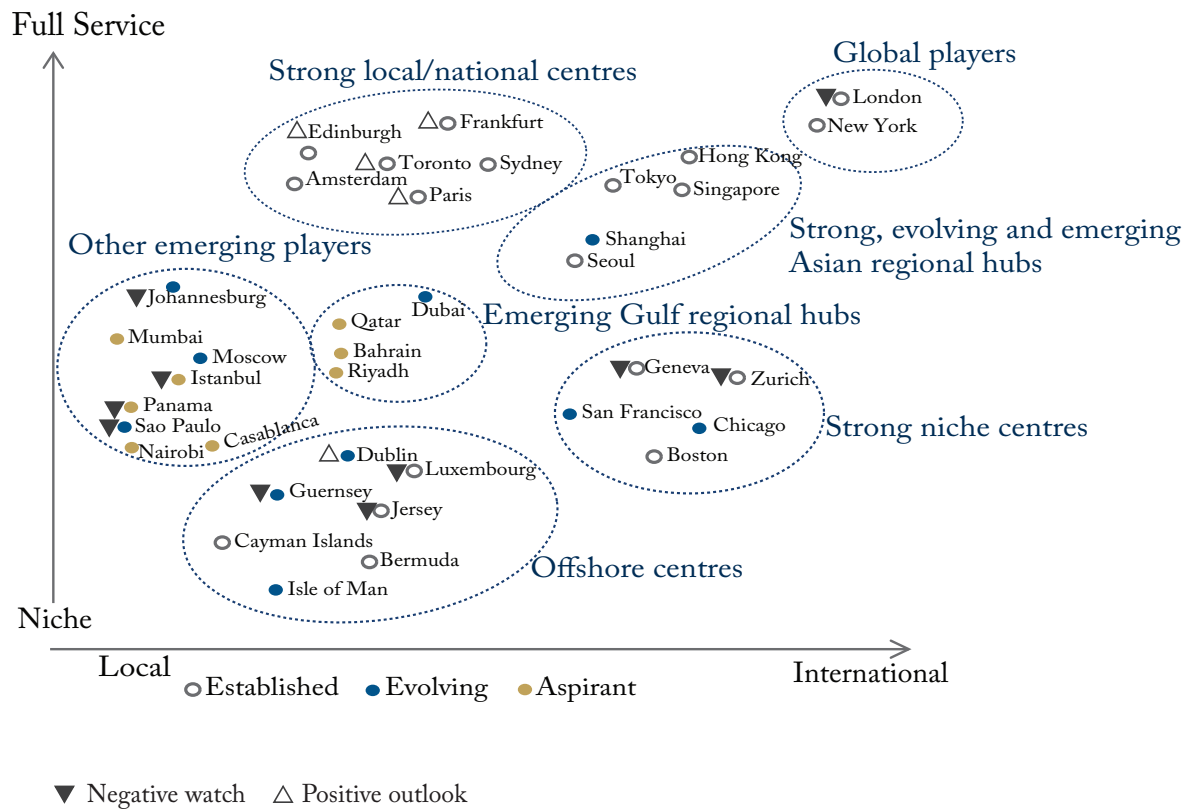 Full Service
Global players
Strong local/national centres
London
New York
Edinburgh
Frankfurt
Toronto
Sydney
Amsterdam
Paris
Hong Kong
Tokyo
Singapore
Shanghai
Seoul
Strong, evolving and emerging
Asian regional hubs
Other emerging players
Johannesburg
Mumbai
Moscow
Istanbul
Panama
Sao Paulo
Casablanca
Nairobi
Dubai
Qatar
Bahrain
Riyadh
Emerging Gulf regional hubs
Geneva
Zurich
San Francisco
Chicago
Boston
Strong niche centres
Dublin
Luxembourg
Guernsey
Jersey
Cayman Islands
Bermuda
Isle of Man
Offshore centres
Niche
Local
International
Established
Evolving
Aspirant
Negative watch
Positive outlook